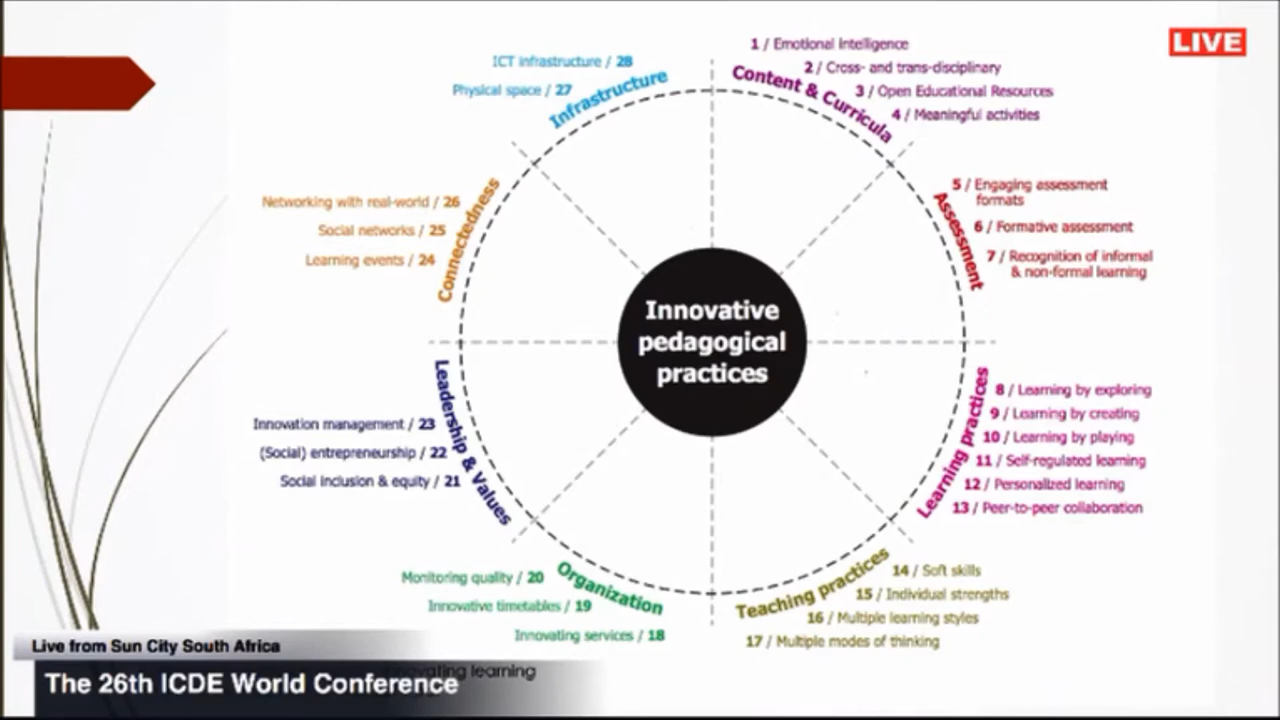 LIVE
1 / Emotional Intelligence
2 / Cross- and trans-disciplinary
3 / Open Educational Resources
4 / Meaningful activities
Content & Curricula
5 / Engaging assessment
formats
6 / Formative assessment
7 / Recognition of informal
& non-formal learning
Assessment
8 / Learning by exploring
9 / Learning by creating
10 / Learning by playing
11 / Self-regulated learning
12 / Personalized learning
13 / Peer-to-peer collaboration
Learning practices
14 / Soft skills
15 / Individual strengths
16 / Multiple learning styles
17 / Multiple modes of thinking
Teaching practices
Organization
Monitoring quality / 20
Innovative timetables / 19
Innovating services / 18
Leadership & Values
Innovation management / 23
(Social) entrepreneurship / 22
Social inclusion & equity / 21
Connectedness
Networking with real-world / 26
Social networks / 25
Learning events / 24
Infrastructure
ICT infrastructure / 28
Physical space / 27
Innovative
pedagogical
practices
Live from Sun City South Africa
learning
The 26th ICDE World Conference